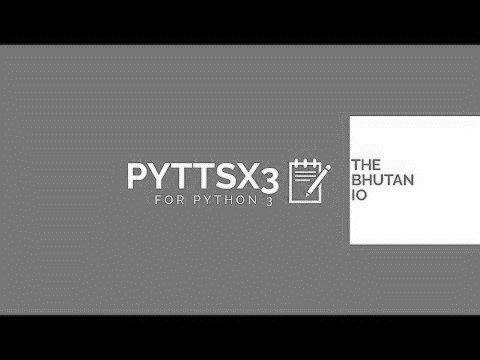 PYTTSX3
FOR PYTHON 3
THE
BHUTAN
IO